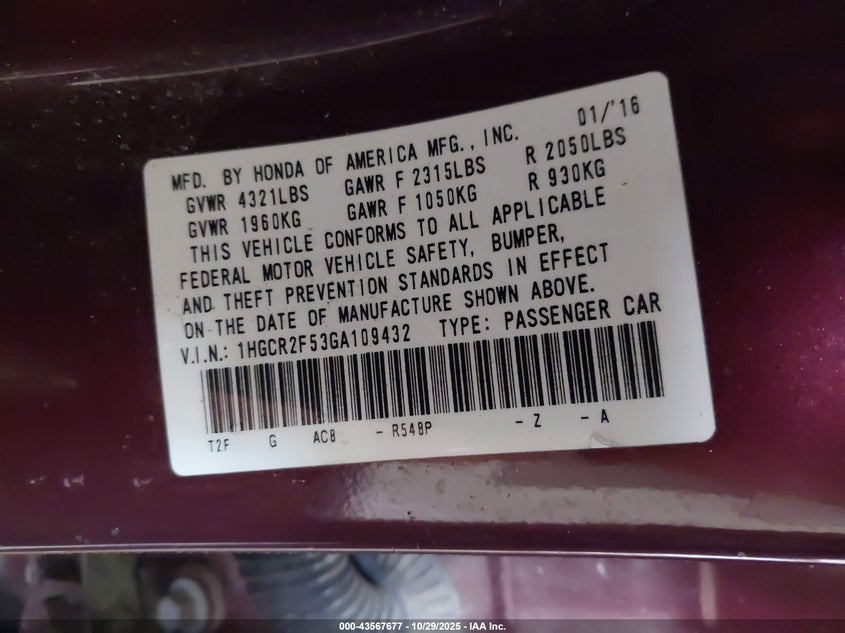 01/'16
MFD. BY HONDA OF AMERICA MFG., INC.
GVWR 4321LBS GAWR F 2315LBS R 2050LBS
GVWR 1960KG GAWR F 1050KG R 930KG
THIS VEHICLE CONFORMS TO ALL APPLICABLE
FEDERAL MOTOR VEHICLE SAFETY, BUMPER,
AND THEFT PREVENTION STANDARDS IN EFFECT
ON THE DATE OF MANUFACTURE SHOWN ABOVE.
V.I.N.: 1HGCR2F53GA109432 TYPE: PASSENGER CAR
T2F G AC8 - R548P - Z - A
000-43567677 - 10/29/2025 - IAA Inc.